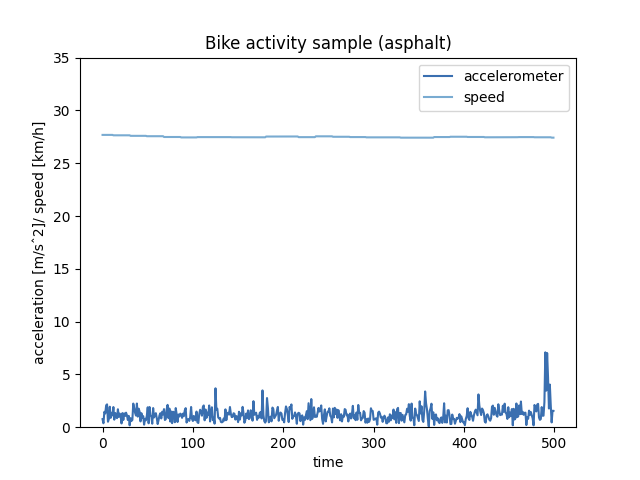 Bike activity sample (asphalt)
accelerometer
speed
35
30
25
20
15
10
5
0
acceleration [m/s^2]/ speed [km/h]
0 100 200 300 400 500
time